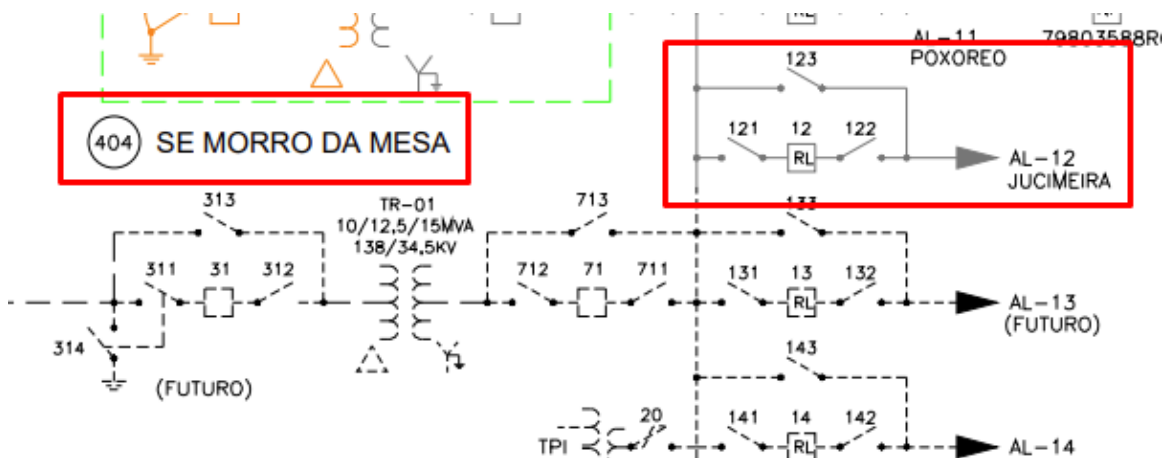 RL
AL-11
79803588R
POXOREO
123
404 SE MORRO DA MESA
121 12 122
RL
AL-12
JUCIMEIRA
313
TR-01
10/12,5/15MVA
138/34.5KV
713
133
311 31 312
712 71 711
131 13 132
RL
AL-13
(FUTURO)
314
(FUTURO)
143
20
141 14 142
TPI
RL
AL-14